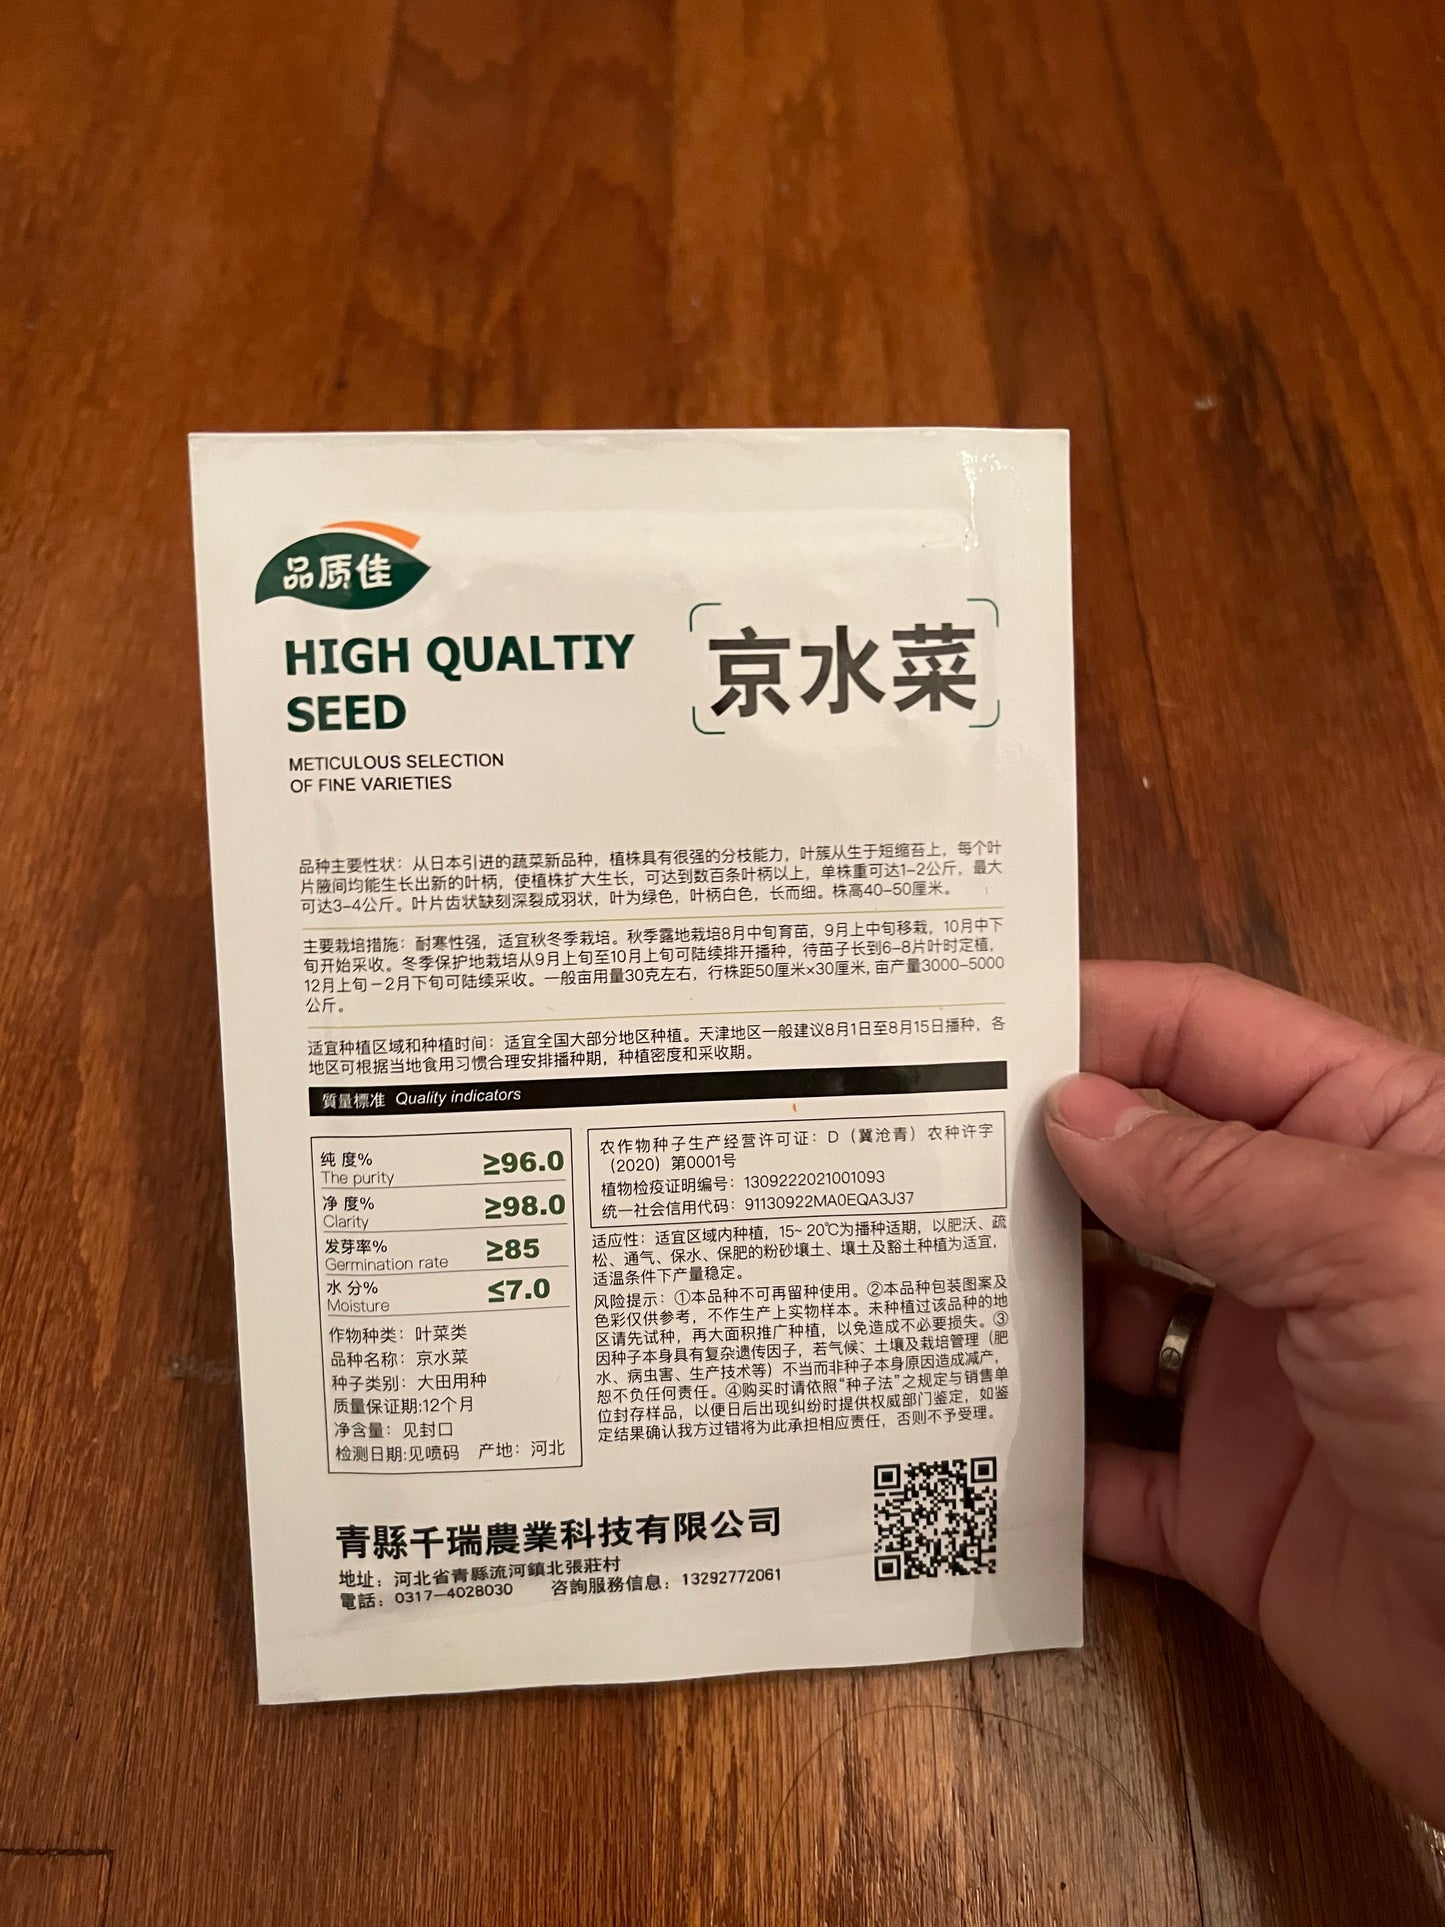 品质佳
HIGH QUALTIY
SEED
METICULOUS SELECTION
OF FINE VARIETIES
京水菜
品种主要性状：从日本引进的蔬菜新品种，植株具有很强的分枝能力，叶簇从生于短缩苔上，每个叶
片腋间均能生长出新的叶柄，使植株扩大生长，可达到数百条叶柄以上，单株重可达1-2公斤，最大
可达3-4公斤。叶片齿状缺刻深裂成羽状，叶为绿色，叶柄白色，长而细。株高40-50厘米。
主要栽培措施：耐寒性强，适宜秋冬季栽培。秋季露地栽培8月中旬育苗，9月上中旬移栽，10月中下
旬开始采收。冬季保护地栽培从9月上旬至10月上旬可陆续排开播种，待苗子长到6-8片叶时定植，
12月上旬-2月下旬可陆续采收。一般亩用量30克左右，行株距50厘米×30厘米,亩产量3000-5000
公斤。
适宜种植区域和种植时间：适宜全国大部分地区种植。天津地区一般建议8月1日至8月15日播种，各
地区可根据当地食用习惯合理安排播种期，种植密度和采收期。
質量標准 Quality indicators
纯 度%
The purity
≥96.0
净 度%
Clarity
≥98.0
发芽率%
Germination rate
≥85
水 分%
Moisture
≤7.0
作物种类：叶菜类
品种名称：京水菜
种子类别：大田用种
质量保证期:12个月
净含量：见封口
检测日期:见喷码 产地：河北
农作物种子生产经营许可证：D（冀沧青）农种许字
（2020）第0001号
植物检疫证明编号：1309222021001093
统一社会信用代码：91130922MA0EQA3J37
适应性：适宜区域内种植，15~20℃为播种适期，以肥沃、疏
松、通气、保水、保肥的粉砂壤土、壤土及豁土种植为适宜，
适温条件下产量稳定。
风险提示：①本品种不可再留种使用。②本品种包装图案及
色彩仅供参考，不作生产上实物样本。未种植过该品种的地
区请先试种，再大面积推广种植，以免造成不必要损失。③
因种子本身具有复杂遗传因子，若气候、土壤及栽培管理（肥
水、病虫害、生产技术等）不当而非种子本身原因造成减产，
恕不负任何责任。④购买时请依照“种子法”之规定与销售单
位封存样品，以便日后出现纠纷时提供权威部门鉴定，如鉴
定结果确认我方过错将为此承担相应责任，否则不予受理。
青縣千瑞農業科技有限公司
地址：河北省青縣流河鎮北張莊村
電話：0317-4028030 咨詢服務信息：13292772061